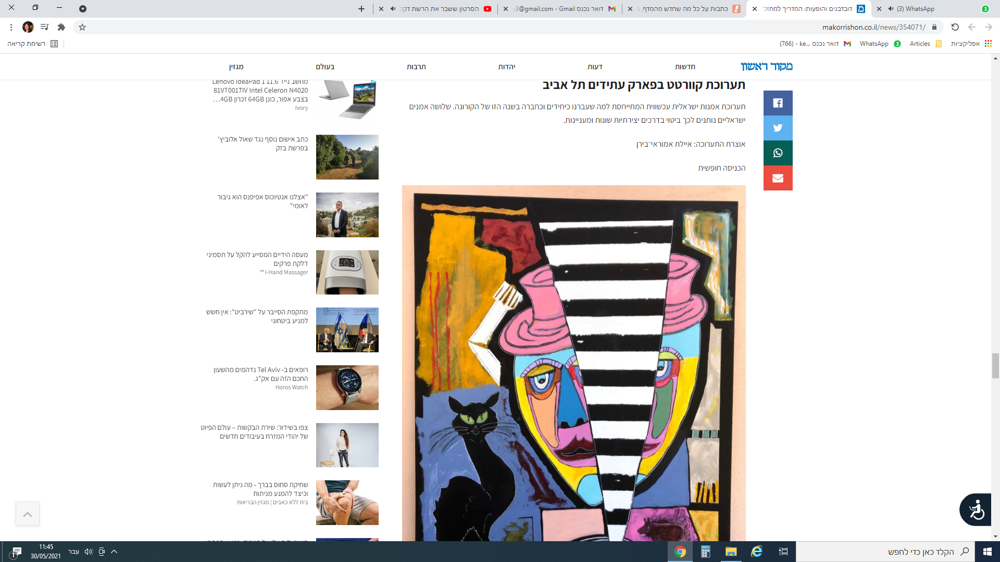 WhatsApp (3)
דובדבנים והופעות: המדריך למחזל
כתבות על כל מה שחדש מהמדף, כ
דואר נכנס - v3@gmail.com - Gmail
הסרטון ששבר את הרשת דקל
makorrishon.co.il/news/354071/
אפליקציות
Articles
WhatsApp
דואר נכנס (766) - ke...
רשימת קריאה
מקור ראשון
חדשות
דעות
יהדות
תרבות
בעולם
מגזין
תערוכת קוורטט בפארק עתידים תל אביב
תערוכת אמנות ישראלית עכשווית המתייחסת למה שעברנו כיחידים וכחברה בשנה הזו של הקורונה. שלושה אמנים
ישראליים נותנים לכך ביטוי בדרכים יצירתיות שונות ומעניינות.
אוצרת התערוכה: איילת אמוראי־בירן
הכניסה חופשית
מחשב נייד Lenovo IdeaPad 1 11.6
81VT0017IV Intel Celeron N4020
בצבע אפור, כונן 64GB זכרון 4GB...
Ivory
כתב אישום נוסף נגד שאול אלוביץ'
בפרשת בזק
"אצלנו אנטיוכוס אפיפנס הוא גיבור
לאומי"
מעסה הידיים המסייע להקל על תסמיני
דלקת פרקים
I-Hand Massager ™
מתקפת הסייבר על "שירביט": אין חשש
למניע ביטחוני
CZECHINVEST
רופאים ב- Tel Aviv נדהמים מהשעון
החכם הזה עם אק"ג.
Horos Watch
צפו בשידור: שירת הבקשות – עולם הפיוט
של יהודי המזרח בעיבודים חדשים
שחיקת סחוס בברך - מה ניתן לעשות
וכיצד להמנע מניתוח
בית ללא כאבים | מגזין הבריאות
הקלד כאן כדי לחפש
עבר
11:45
30/05/2021
1